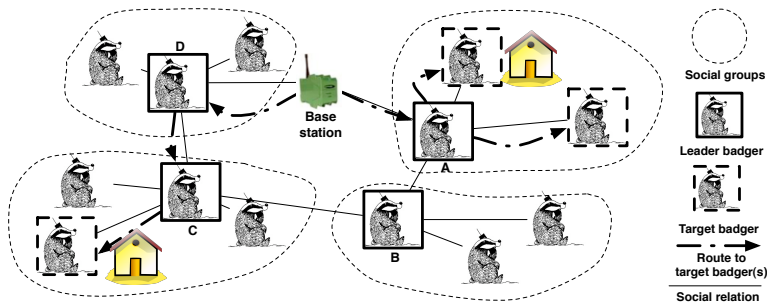 D
Base
station
A
C
B
Social groups
Leader badger
Target badger
Route to
target badger(s)
Social relation